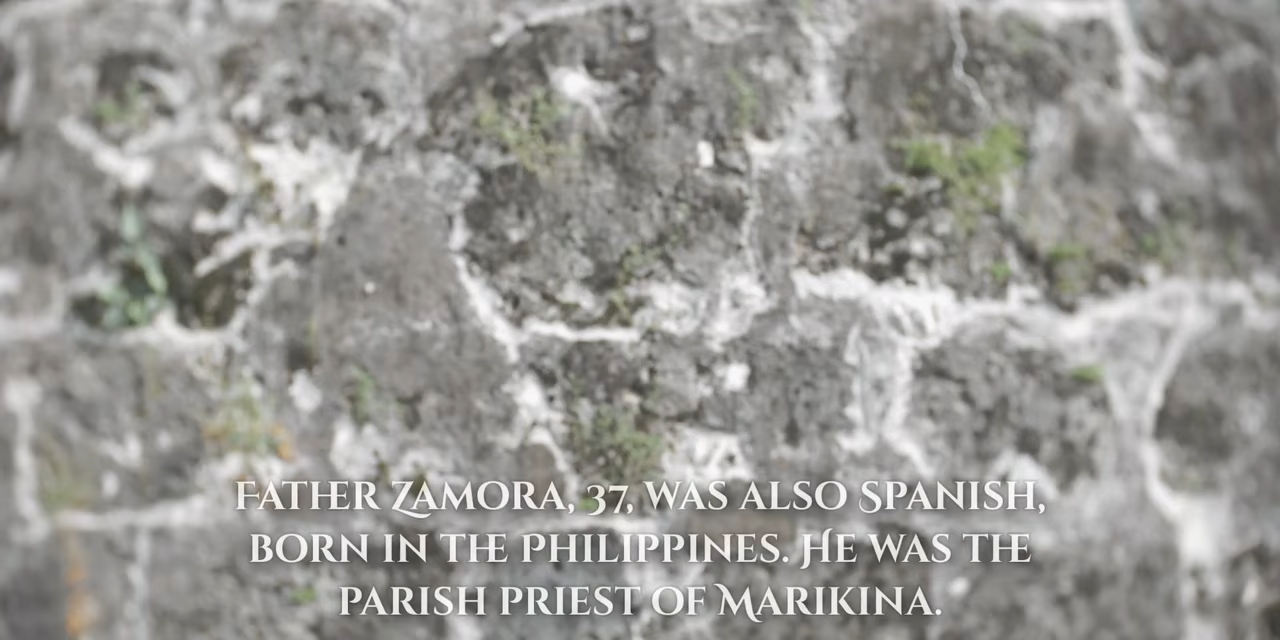 Father Zamora, 37, was also Spanish,
born in the Philippines. He was the
parish priest of Marikina.